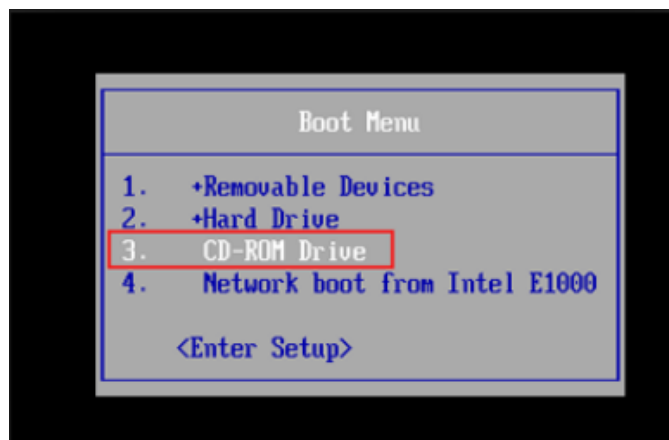 Boot Menu
1. +Removable Devices
2. +Hard Drive
3. CD-ROM Drive
4. Network boot from Intel E1000
<Enter Setup>